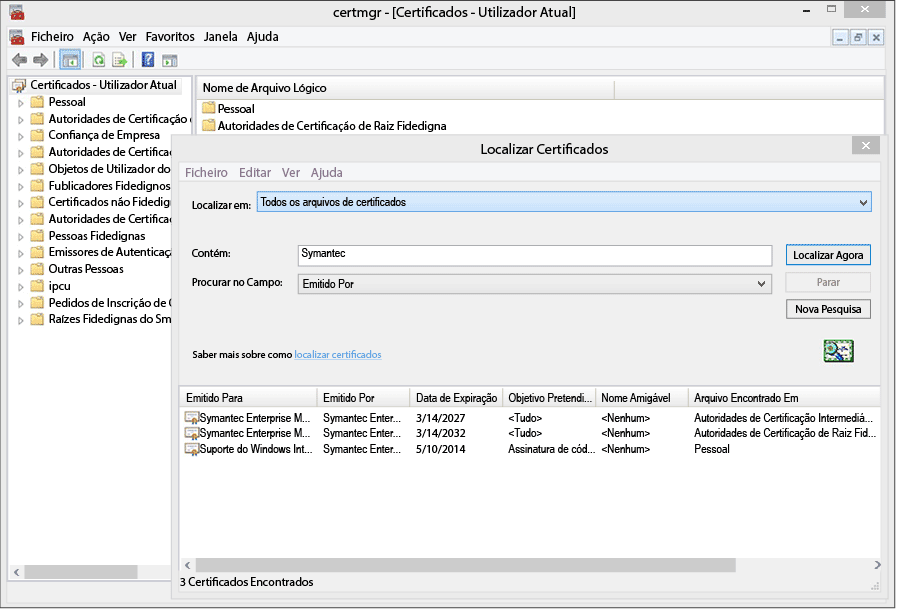 certmgr - [Certificados - Utilizador Atual]
Ficheiro Ação Ver Favoritos Janela Ajuda
Certificados - Utilizador Atual
Pessoal
Autoridades de Certificação
Confiança de Empresa
Autoridades de Certifica
Objetos de Utilizador do
Fublicadores Fidedignos
Certificados não Fidedig
Autoridades de Certifica
Pessoas Fidedignas
Emissores de Autenticaç
Outras Pessoas
ipcu
Pedidos de Inscrição de
Raízes Fidedignas do Sm
Nome de Arquivo Lógico
Pessoal
Autoridades de Certificação de Raiz Fidedigna
Localizar Certificados
Ficheiro Editar Ver Ajuda
Localizar em: Todos os arquivos de certificados
Contém: Symantec Localizar Agora
Procurar no Campo: Emitido Por Parar
Nova Pesquisa
Saber mais sobre como localizar certificados
Emitido Para Emitido Por Data de Expiração Objetivo Pretendi... Nome Amigável Arquivo Encontrado Em
Symantec Enterprise M... Symantec Enter... 3/14/2027 <Tudo> <Nenhum> Autoridades de Certificação Intermediá...
Symantec Enterprise M... Symantec Enter... 3/14/2032 <Tudo> <Nenhum> Autoridades de Certificação de Raiz Fid...
Suporte do Windows Int... Symantec Enter... 5/10/2014 Assinatura de cód... <Nenhum> Pessoal
3 Certificados Encontrados